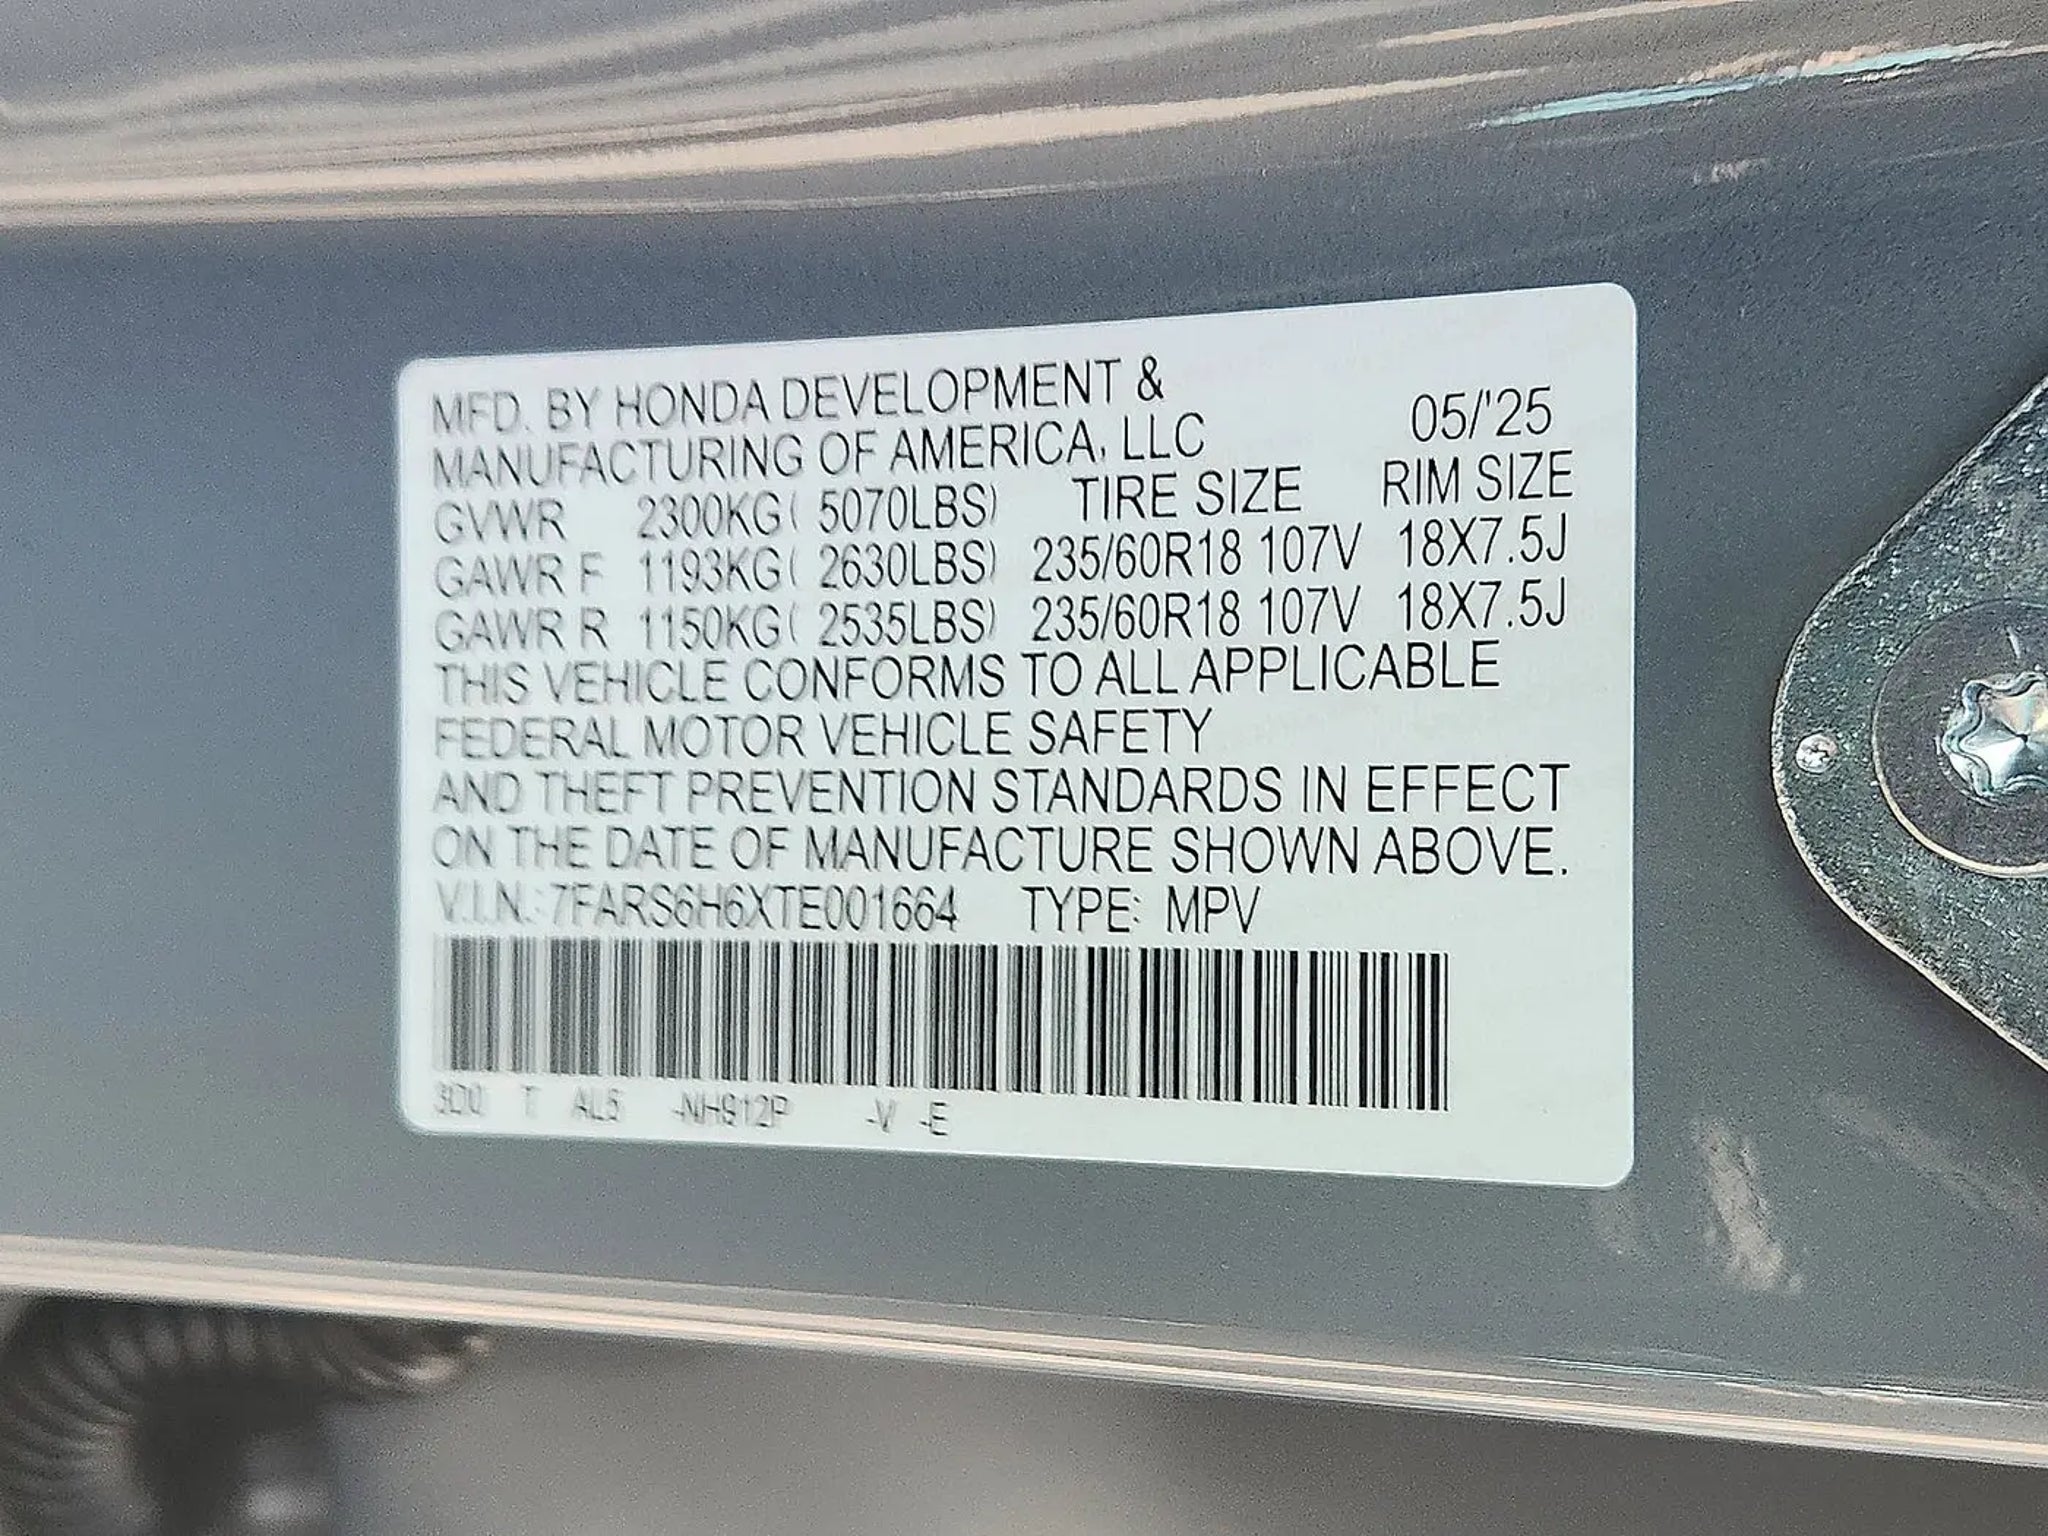 MFD. BY HONDA DEVELOPMENT &
MANUFACTURING OF AMERICA, LLC 05/'25
GVWR 2300KG( 5070LBS) TIRE SIZE RIM SIZE
GAWR F 1193KG( 2630LBS) 235/60R18 107V 18X7.5J
GAWR R 1150KG( 2535LBS) 235/60R18 107V 18X7.5J
THIS VEHICLE CONFORMS TO ALL APPLICABLE
FEDERAL MOTOR VEHICLE SAFETY
AND THEFT PREVENTION STANDARDS IN EFFECT
ON THE DATE OF MANUFACTURE SHOWN ABOVE.
V.I.N.: 7FARS6H6XTE001664 TYPE: MPV
3D0 T AL5 -NH912P -V -E